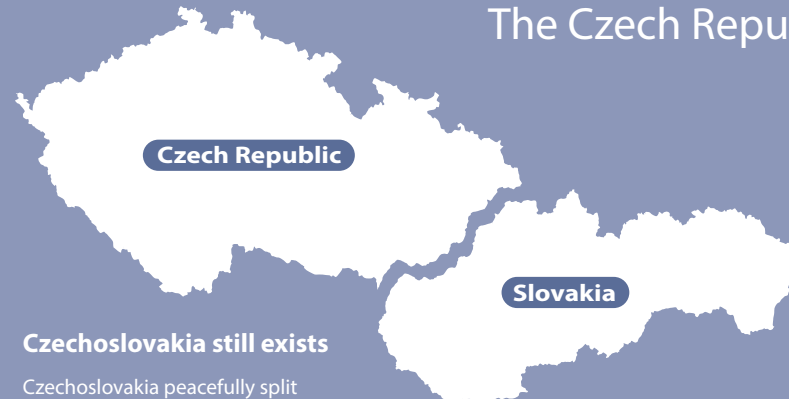 The Czech Repu
Czech Republic
Slovakia
Czechoslovakia still exists
Czechoslovakia peacefully split